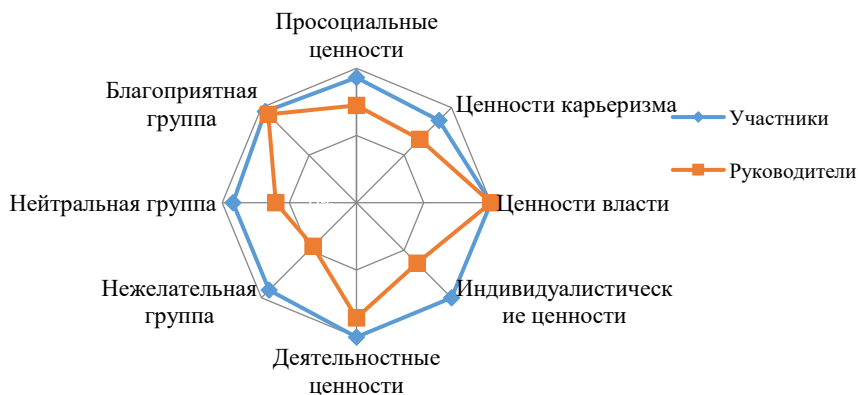 Просоциальные
ценности
Ценности карьеризма
Ценности власти
Индивидуалистическ
ие ценности
Деятельностные
ценности
Нежелательная
группа
Нейтральная группа
Благоприятная
группа
Участники
Руководители